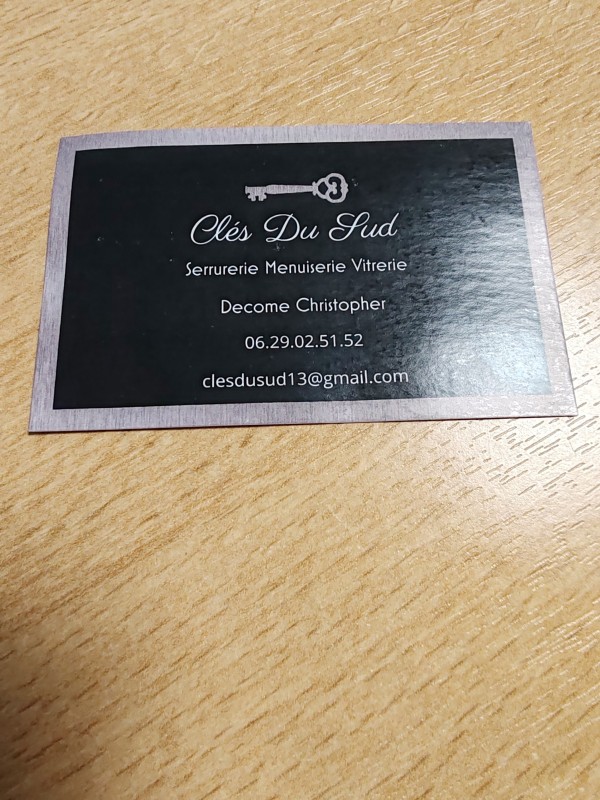 Clés Du Sud
Serrurerie Menuiserie Vitrerie
Decome Christopher
06.29.02.51.52
clesdusud13@gmail.com